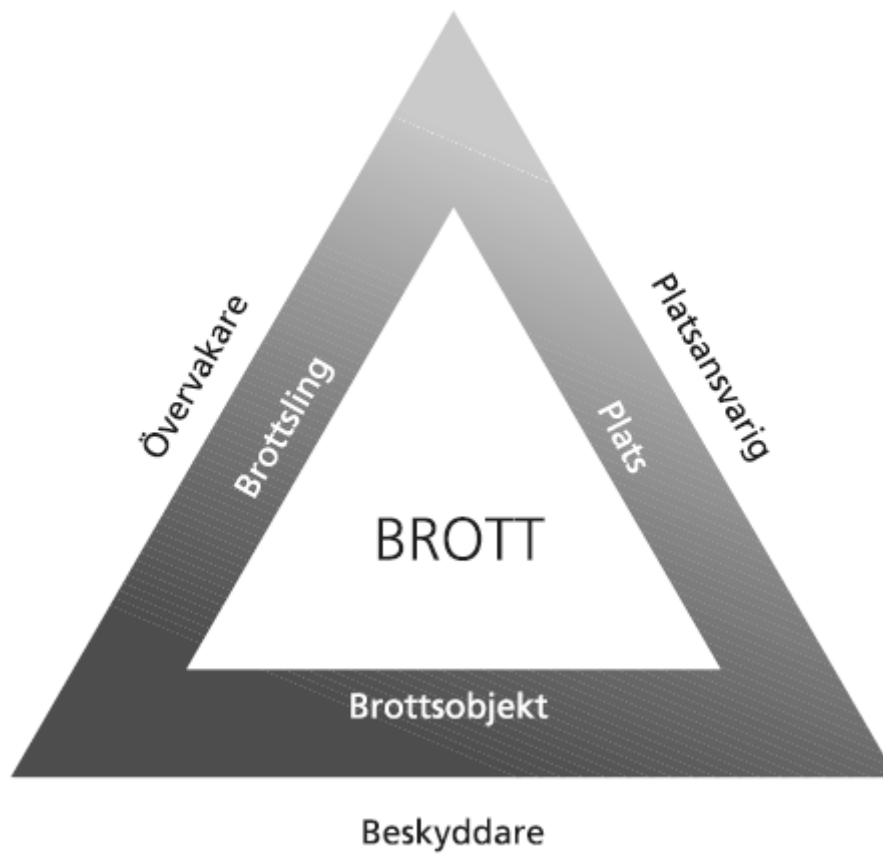 Övervakare
Brottsling
Plats
Platsansvarig
BROTT
Brottsobjekt
Beskyddare